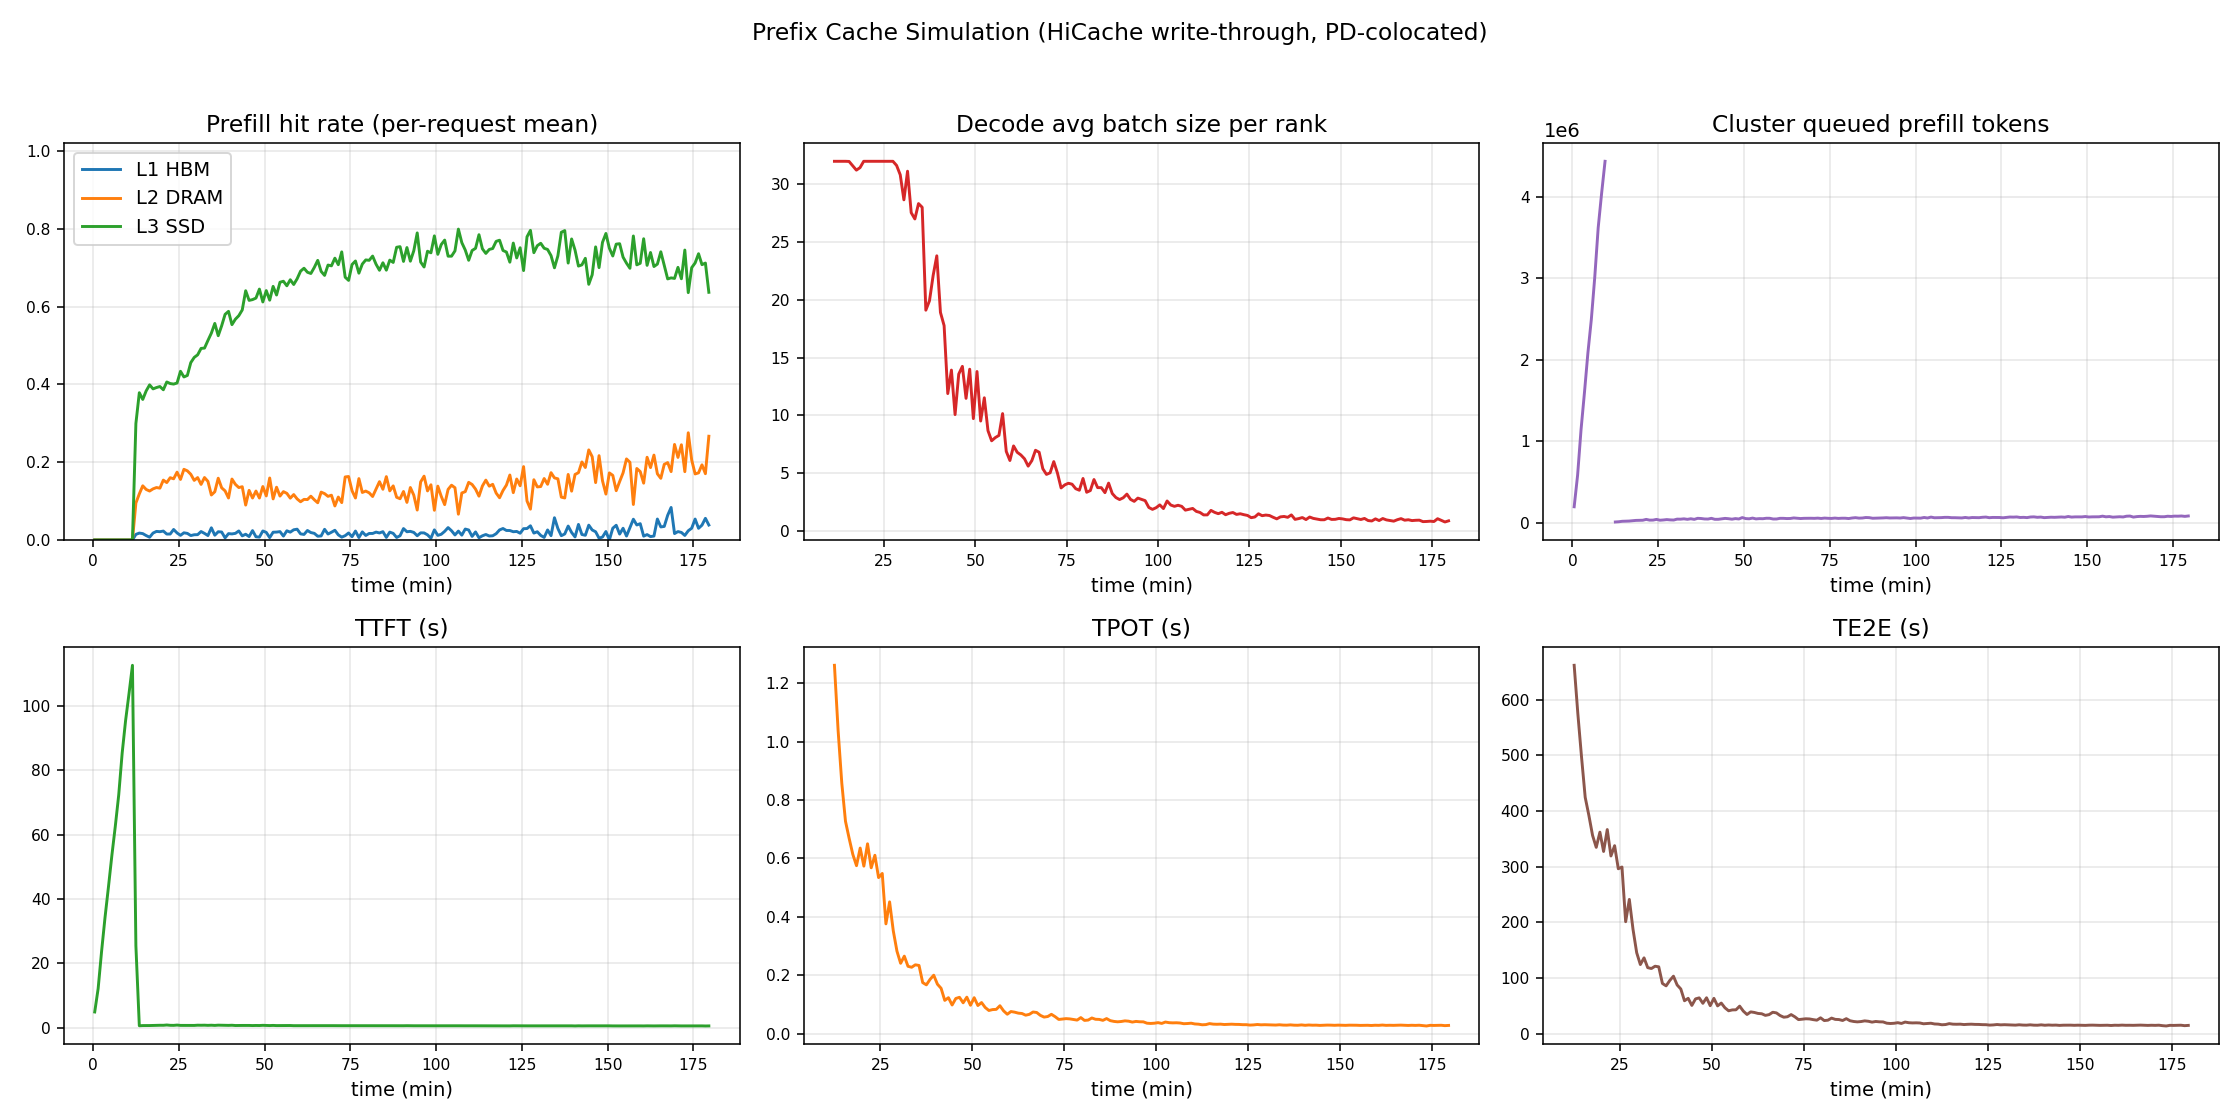 Prefix Cache Simulation (HiCache write-through, PD-colocated)
Prefill hit rate (per-request mean)
1.0
0.8
0.6
0.4
0.2
0.0
L1 HBM
L2 DRAM
L3 SSD
0 25 50 75 100 125 150 175
time (min)
Decode avg batch size per rank
30
25
20
15
10
5
0
25 50 75 100 125 150 175
time (min)
Cluster queued prefill tokens
1e6
4
3
2
1
0
0 25 50 75 100 125 150 175
time (min)
TTFT (s)
100
80
60
40
20
0
0 25 50 75 100 125 150 175
time (min)
TPOT (s)
1.2
1.0
0.8
0.6
0.4
0.2
0.0
25 50 75 100 125 150 175
time (min)
TE2E (s)
600
500
400
300
200
100
0
25 50 75 100 125 150 175
time (min)